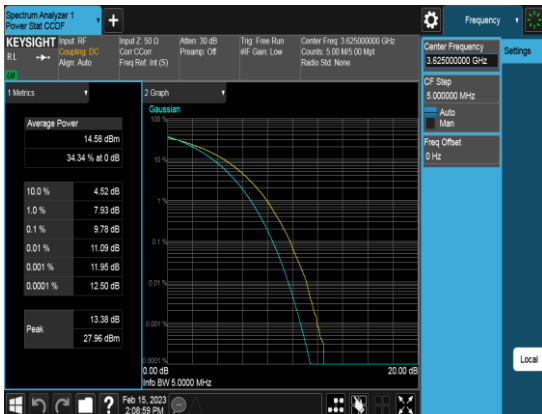 Spectrum Analyzer 1
Power Stat CCDF
Frequency
KEYSIGHT
Input: RF
Coupling: DC
Align: Auto
RL
Input Z: 50 Ω
Corr CCorr
Freq Ref: Int (S)
Atten: 30 dB
Preamp: Off
Trig: Free Run
#IF Gain: Low
Center Freq: 3.625000000 GHz
Counts: 5.00 M/5.00 Mpt
Radio Std: None
Center Frequency
3.625000000 GHz
Settings
CF Step
5.000000 MHz
Auto
Man
Freq Offset
0 Hz
Local
1 Metrics
Average Power
14.58 dBm
34.34 % at 0 dB
10.0 % 4.52 dB
1.0 % 7.93 dB
0.1 % 9.78 dB
0.01 % 11.09 dB
0.001 % 11.95 dB
0.0001 % 12.50 dB
Peak
13.38 dB
27.96 dBm
2 Graph
Gaussian
100 %
10 %
1 %
0.1 %
0.01 %
0.001 %
0.0001 %
0.00 dB 20.00 dB
Info BW 5.0000 MHz
?
Feb 15, 2023
2:08:59 PM